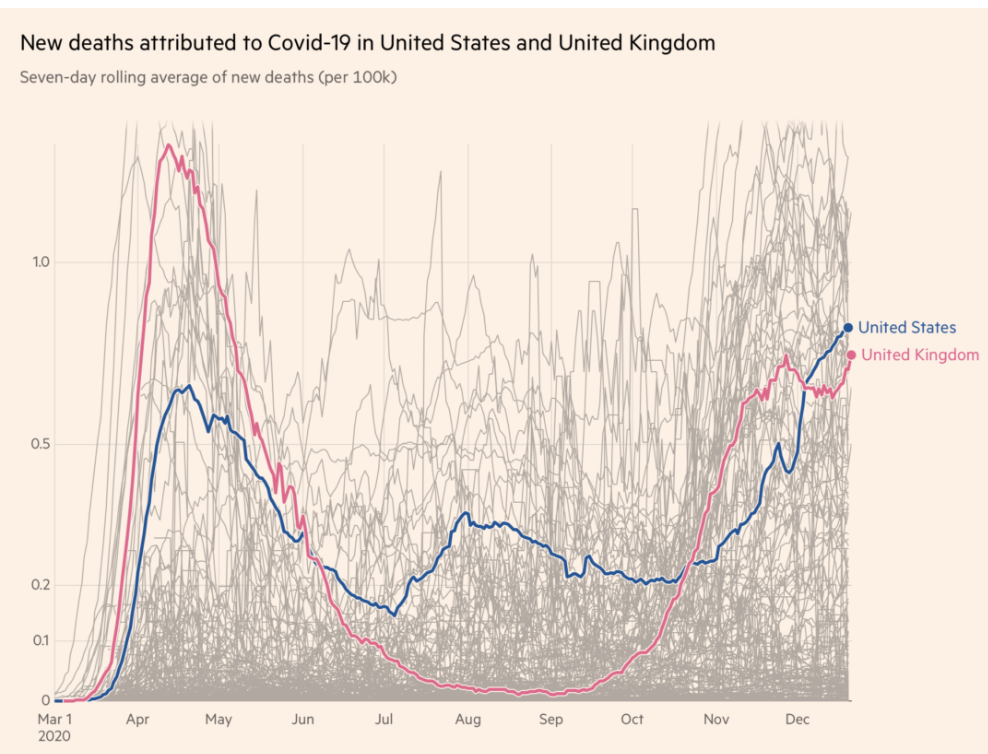 New deaths attributed to Covid-19 in United States and United Kingdom
Seven-day rolling average of new deaths (per 100k)
1.0
United States
United Kingdom
0.5
0.2
0.1
0
Mar 1 Apr May Jun Jul Aug Sep Oct Nov Dec
2020